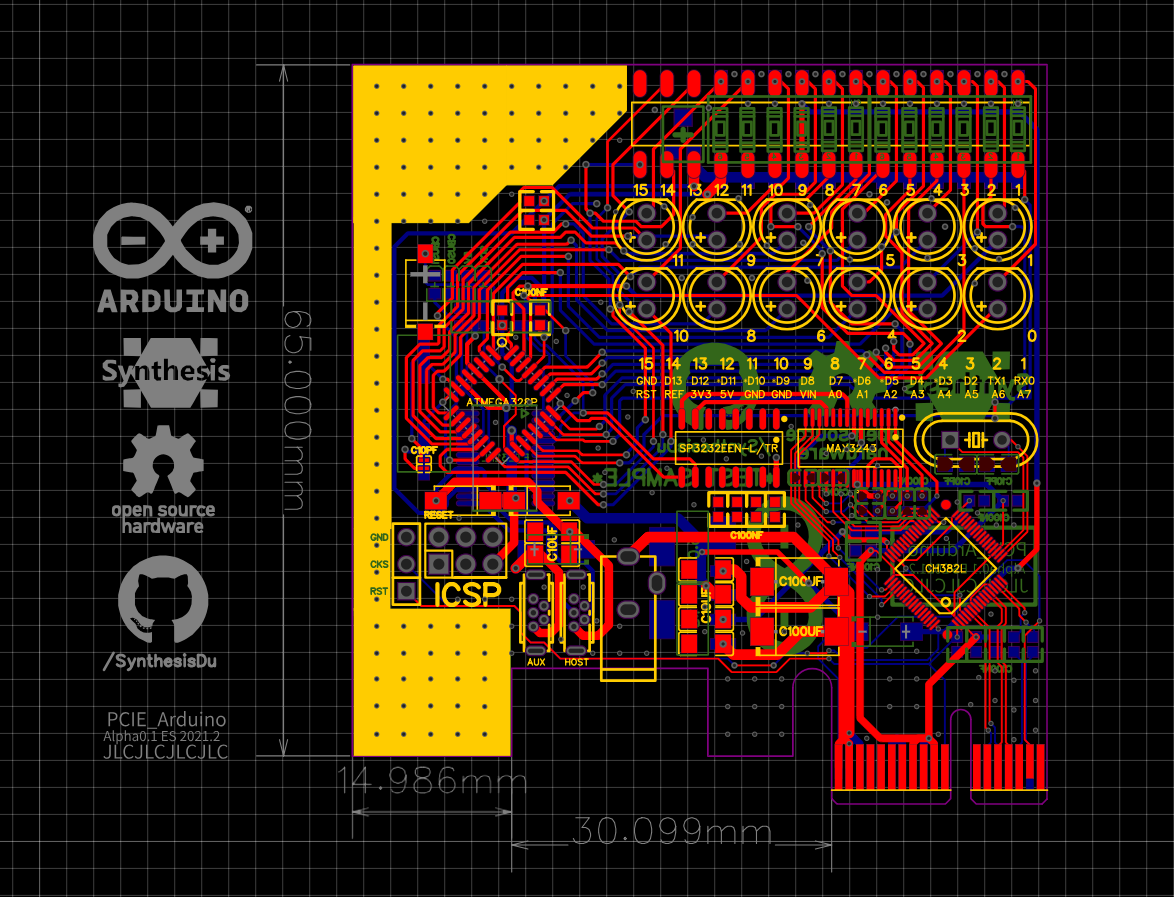 ARDUINO
Synthesis
open source
hardware
/SynthesisDu
PCIE_Arduino
Alpha0.1 ES 2021.2
JLCJLCJLCJLC
65.000mm
14.986mm
30.099mm
15 14 13 12 11 10 9 8 7 6 5 4 3 2 1
11 9 7 5 3 1
10 8 6 4 2 0
15 14 13 12 11 10 9 8 7 6 5 4 3 2 1
GND D13 D12 D11 D10 D9 D8 D7 D6 D5 D4 D3 D2 TX1 RX0
RST REF 3V3 5V GND GND VIN A0 A1 A2 A3 A4 A5 A6 A7
C100NF
ATMEGA328P
SP3232EEN-L/TR
MAX3243
C10PF
RESET
GND
CKS
RST
ICSP
C10UF
C100NF
C10UF
C100UF
C100UF
CH382L
AUX
HOST